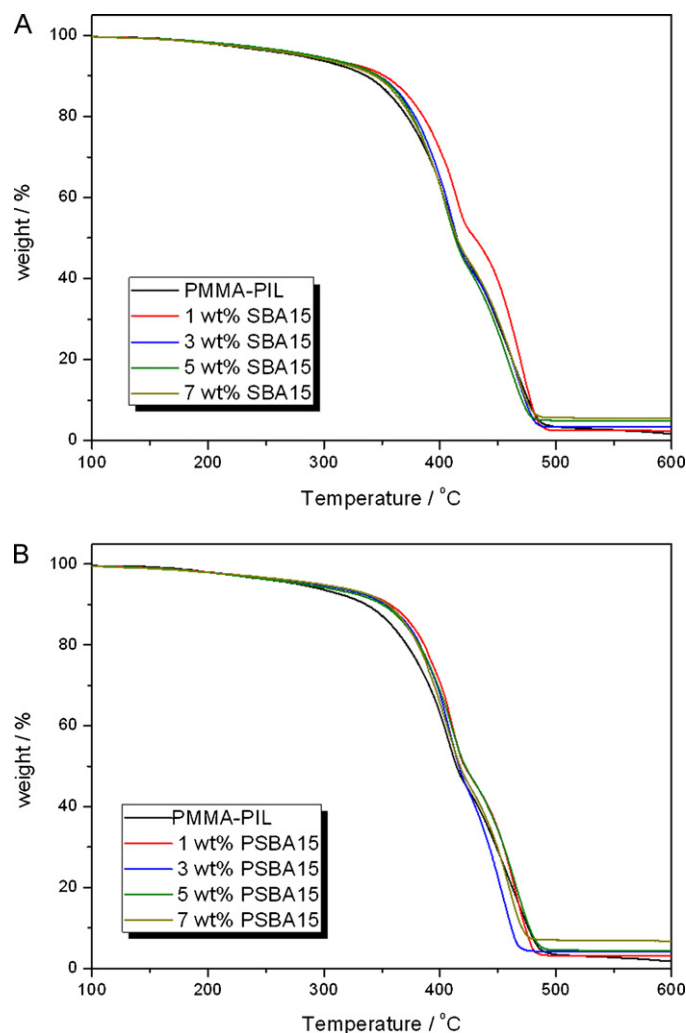 A
100
80
60
40
20
0
weight / %
PMMA-PIL
1 wt% SBA15
3 wt% SBA15
5 wt% SBA15
7 wt% SBA15
100 200 300 400 500 600
Temperature / °C
B
100
80
60
40
20
0
weight / %
PMMA-PIL
1 wt% PSBA15
3 wt% PSBA15
5 wt% PSBA15
7 wt% PSBA15
100 200 300 400 500 600
Temperature / °C